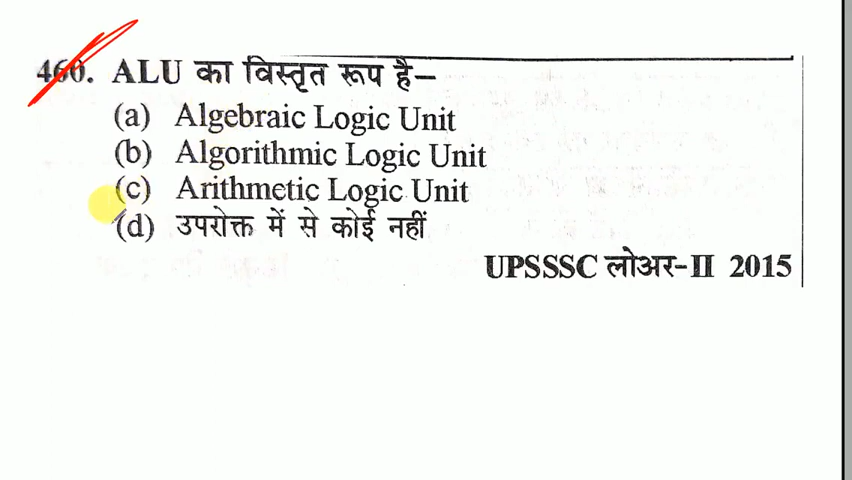 460. ALU का विस्तृत रूप है–
(a) Algebraic Logic Unit
(b) Algorithmic Logic Unit
(c) Arithmetic Logic Unit
(d) उपरोक्त में से कोई नहीं
UPSSSC लोअर-II 2015